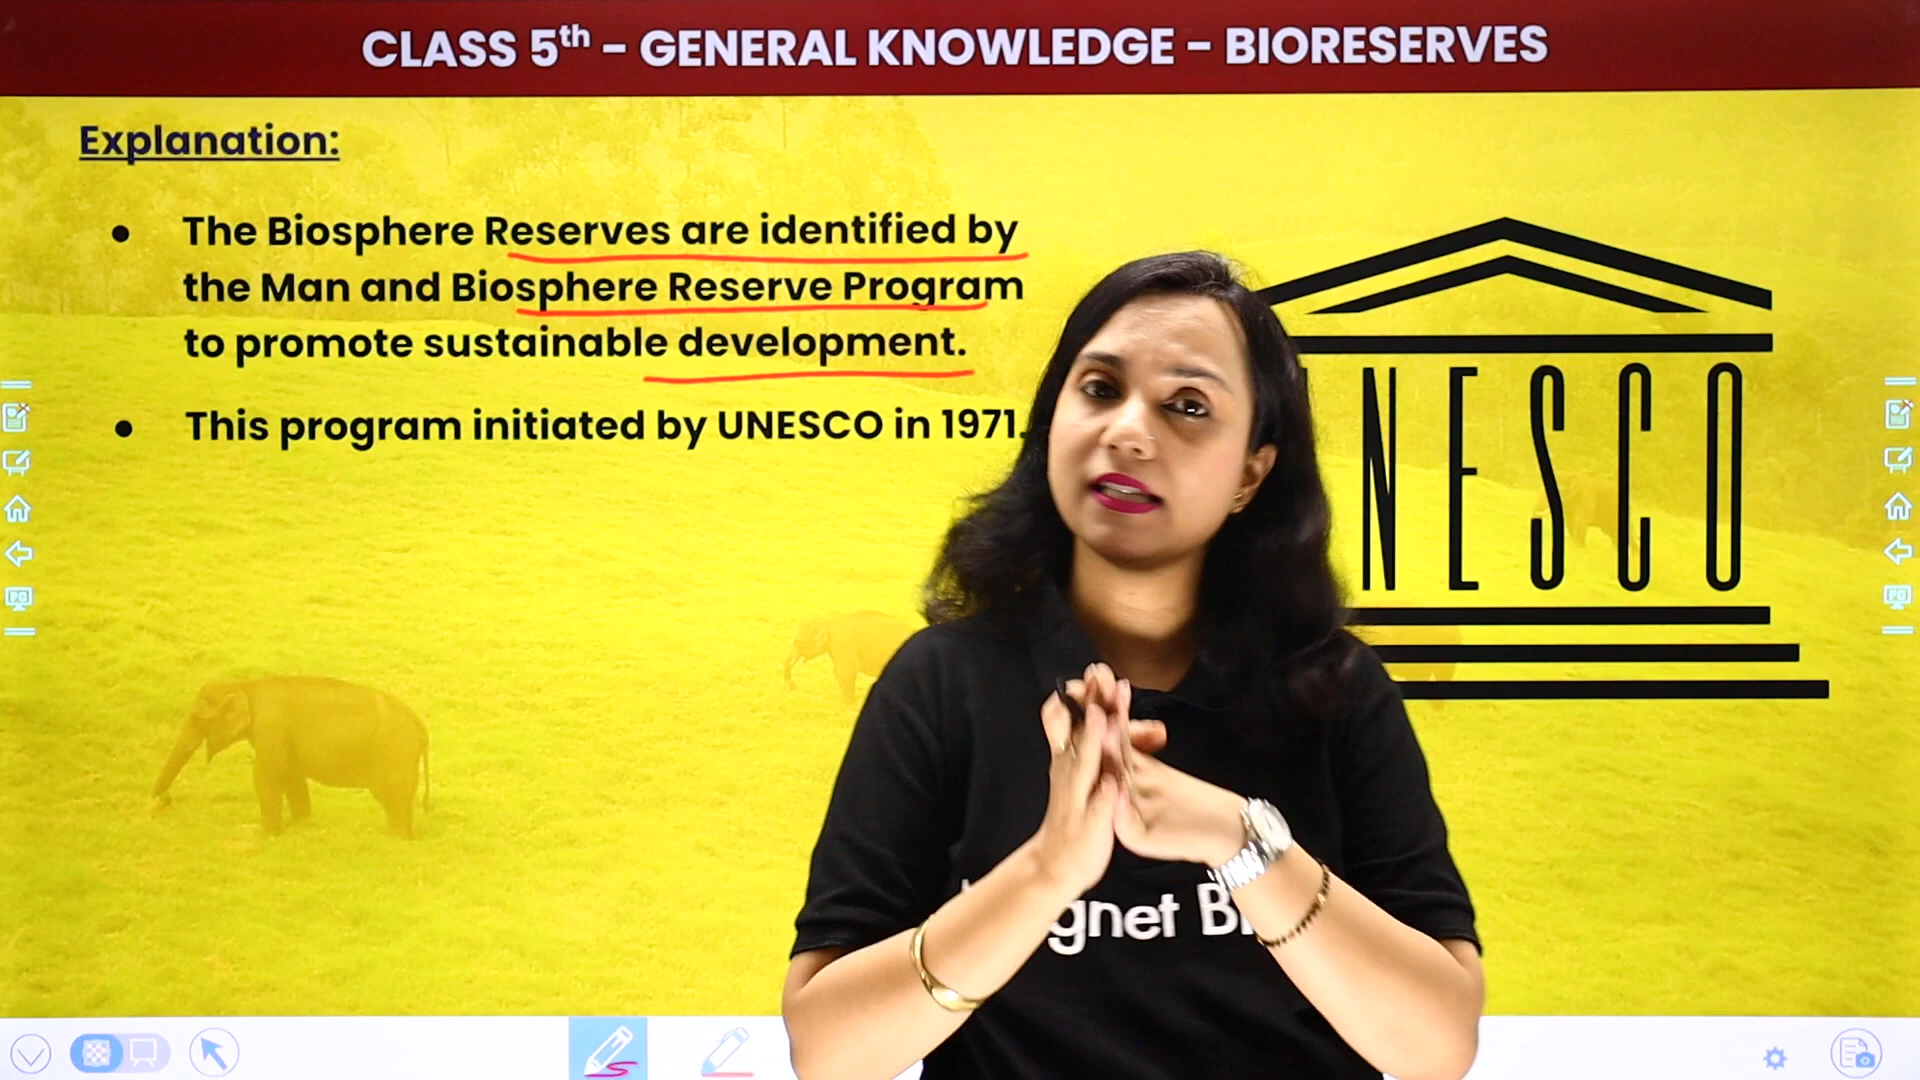 CLASS 5th – GENERAL KNOWLEDGE – BIORESERVES
Explanation:
• The Biosphere Reserves are identified by
the Man and Biosphere Reserve Program
to promote sustainable development.
• This program initiated by UNESCO in 1971.
NESCO
gnet B